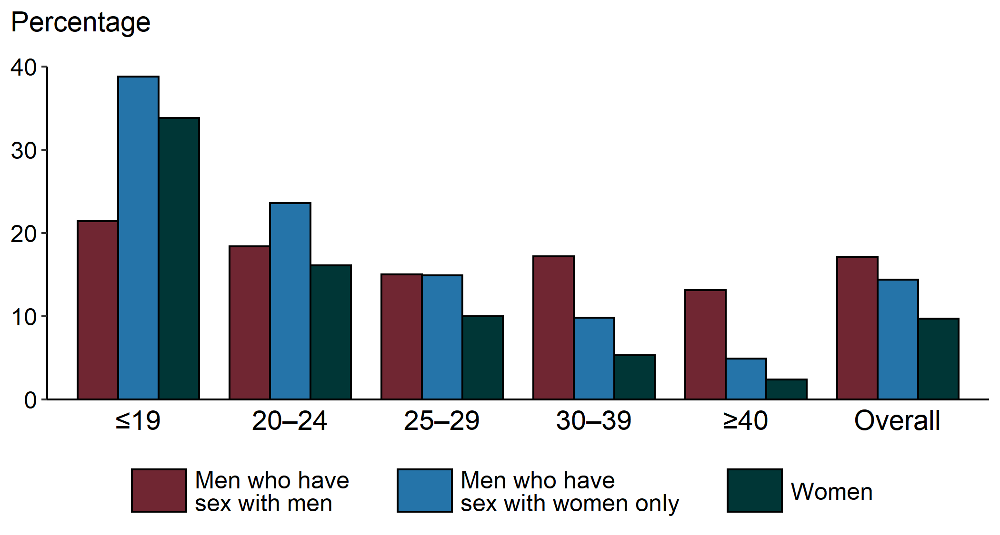 Percentage
40
30
20
10
0
≤19 20–24 25–29 30–39 ≥40 Overall
Men who have
sex with men
Men who have
sex with women only
Women